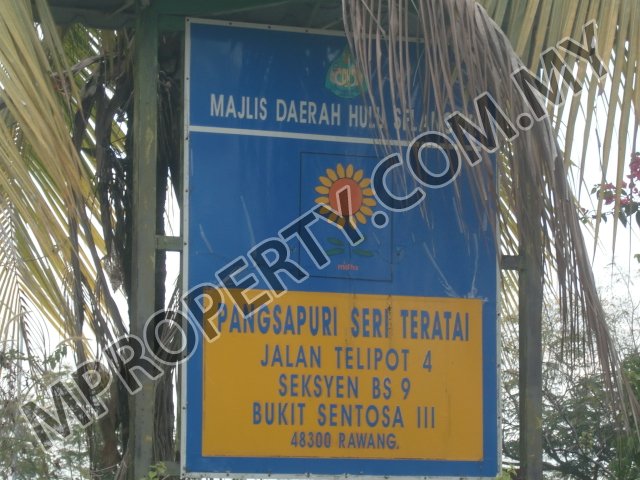 MAJLIS DAERAH HULU
PANGSAPURI SERI TERATAI
JALAN TELIPOT 4
SEKSYEN BS 9
BUKIT SENTOSA III
48300 RAWANG.
MPROPERTY.COM.MY